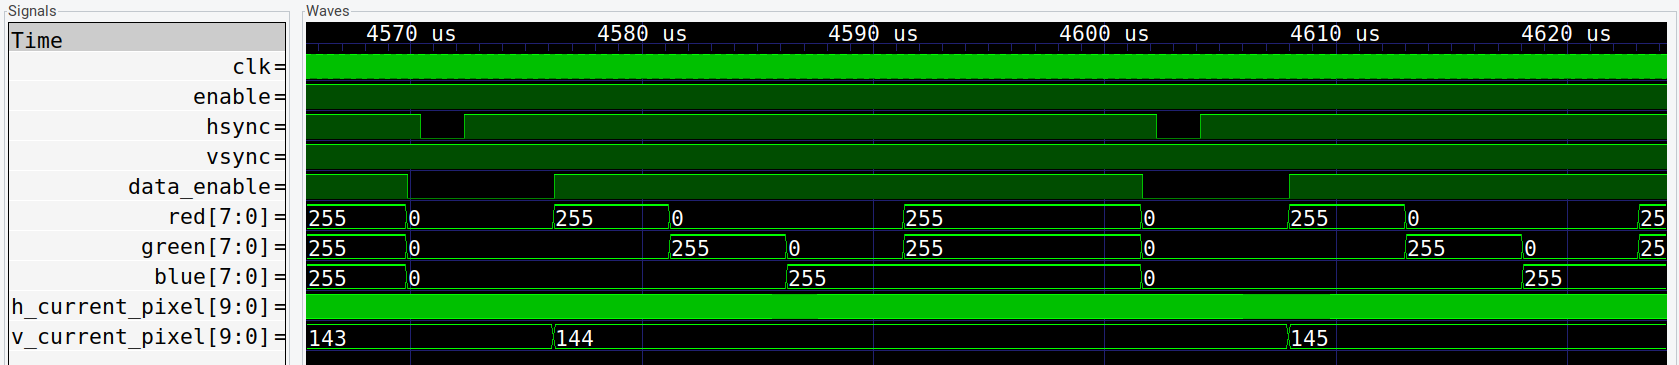 Signals Waves
Time 4570 us 4580 us 4590 us 4600 us 4610 us 4620 us
clk=
enable=
hsync=
vsync=
data_enable=
red[7:0]= 255 0 255 0 255 0 255 0 25
green[7:0]= 255 0 255 0 255 0 255 0 25
blue[7:0]= 255 0 255 0 255
h_current_pixel[9:0]=
v_current_pixel[9:0]= 143 144 145